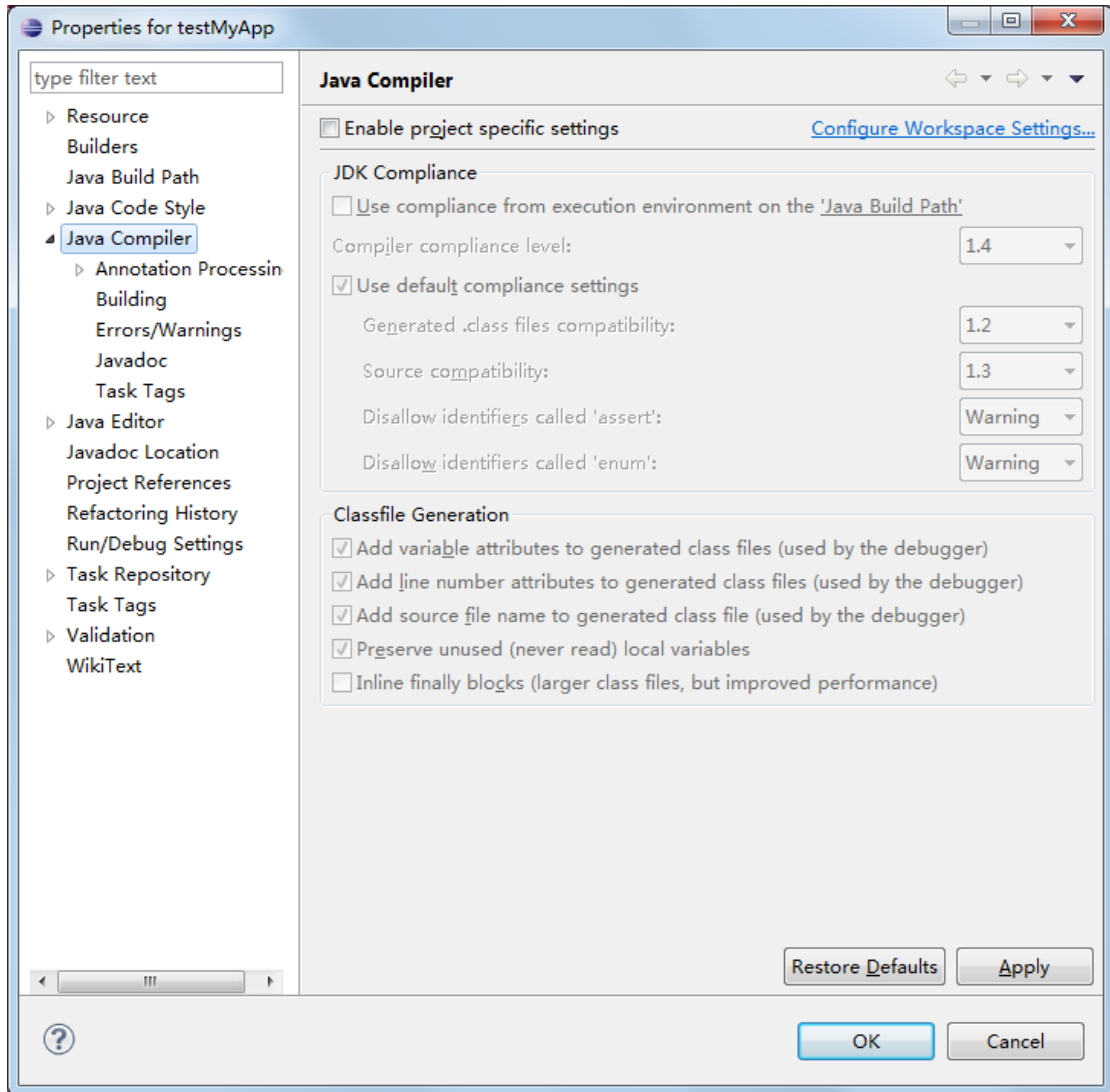 Properties for testMyApp
type filter text
Resource
Builders
Java Build Path
Java Code Style
Java Compiler
Annotation Processin
Building
Errors/Warnings
Javadoc
Task Tags
Java Editor
Javadoc Location
Project References
Refactoring History
Run/Debug Settings
Task Repository
Task Tags
Validation
WikiText
Java Compiler
Enable project specific settings Configure Workspace Settings...
JDK Compliance
Use compliance from execution environment on the 'Java Build Path'
Compiler compliance level: 1.4
Use default compliance settings
Generated .class files compatibility: 1.2
Source compatibility: 1.3
Disallow identifiers called 'assert': Warning
Disallow identifiers called 'enum': Warning
Classfile Generation
Add variable attributes to generated class files (used by the debugger)
Add line number attributes to generated class files (used by the debugger)
Add source file name to generated class file (used by the debugger)
Preserve unused (never read) local variables
Inline finally blocks (larger class files, but improved performance)
Restore Defaults Apply
OK Cancel